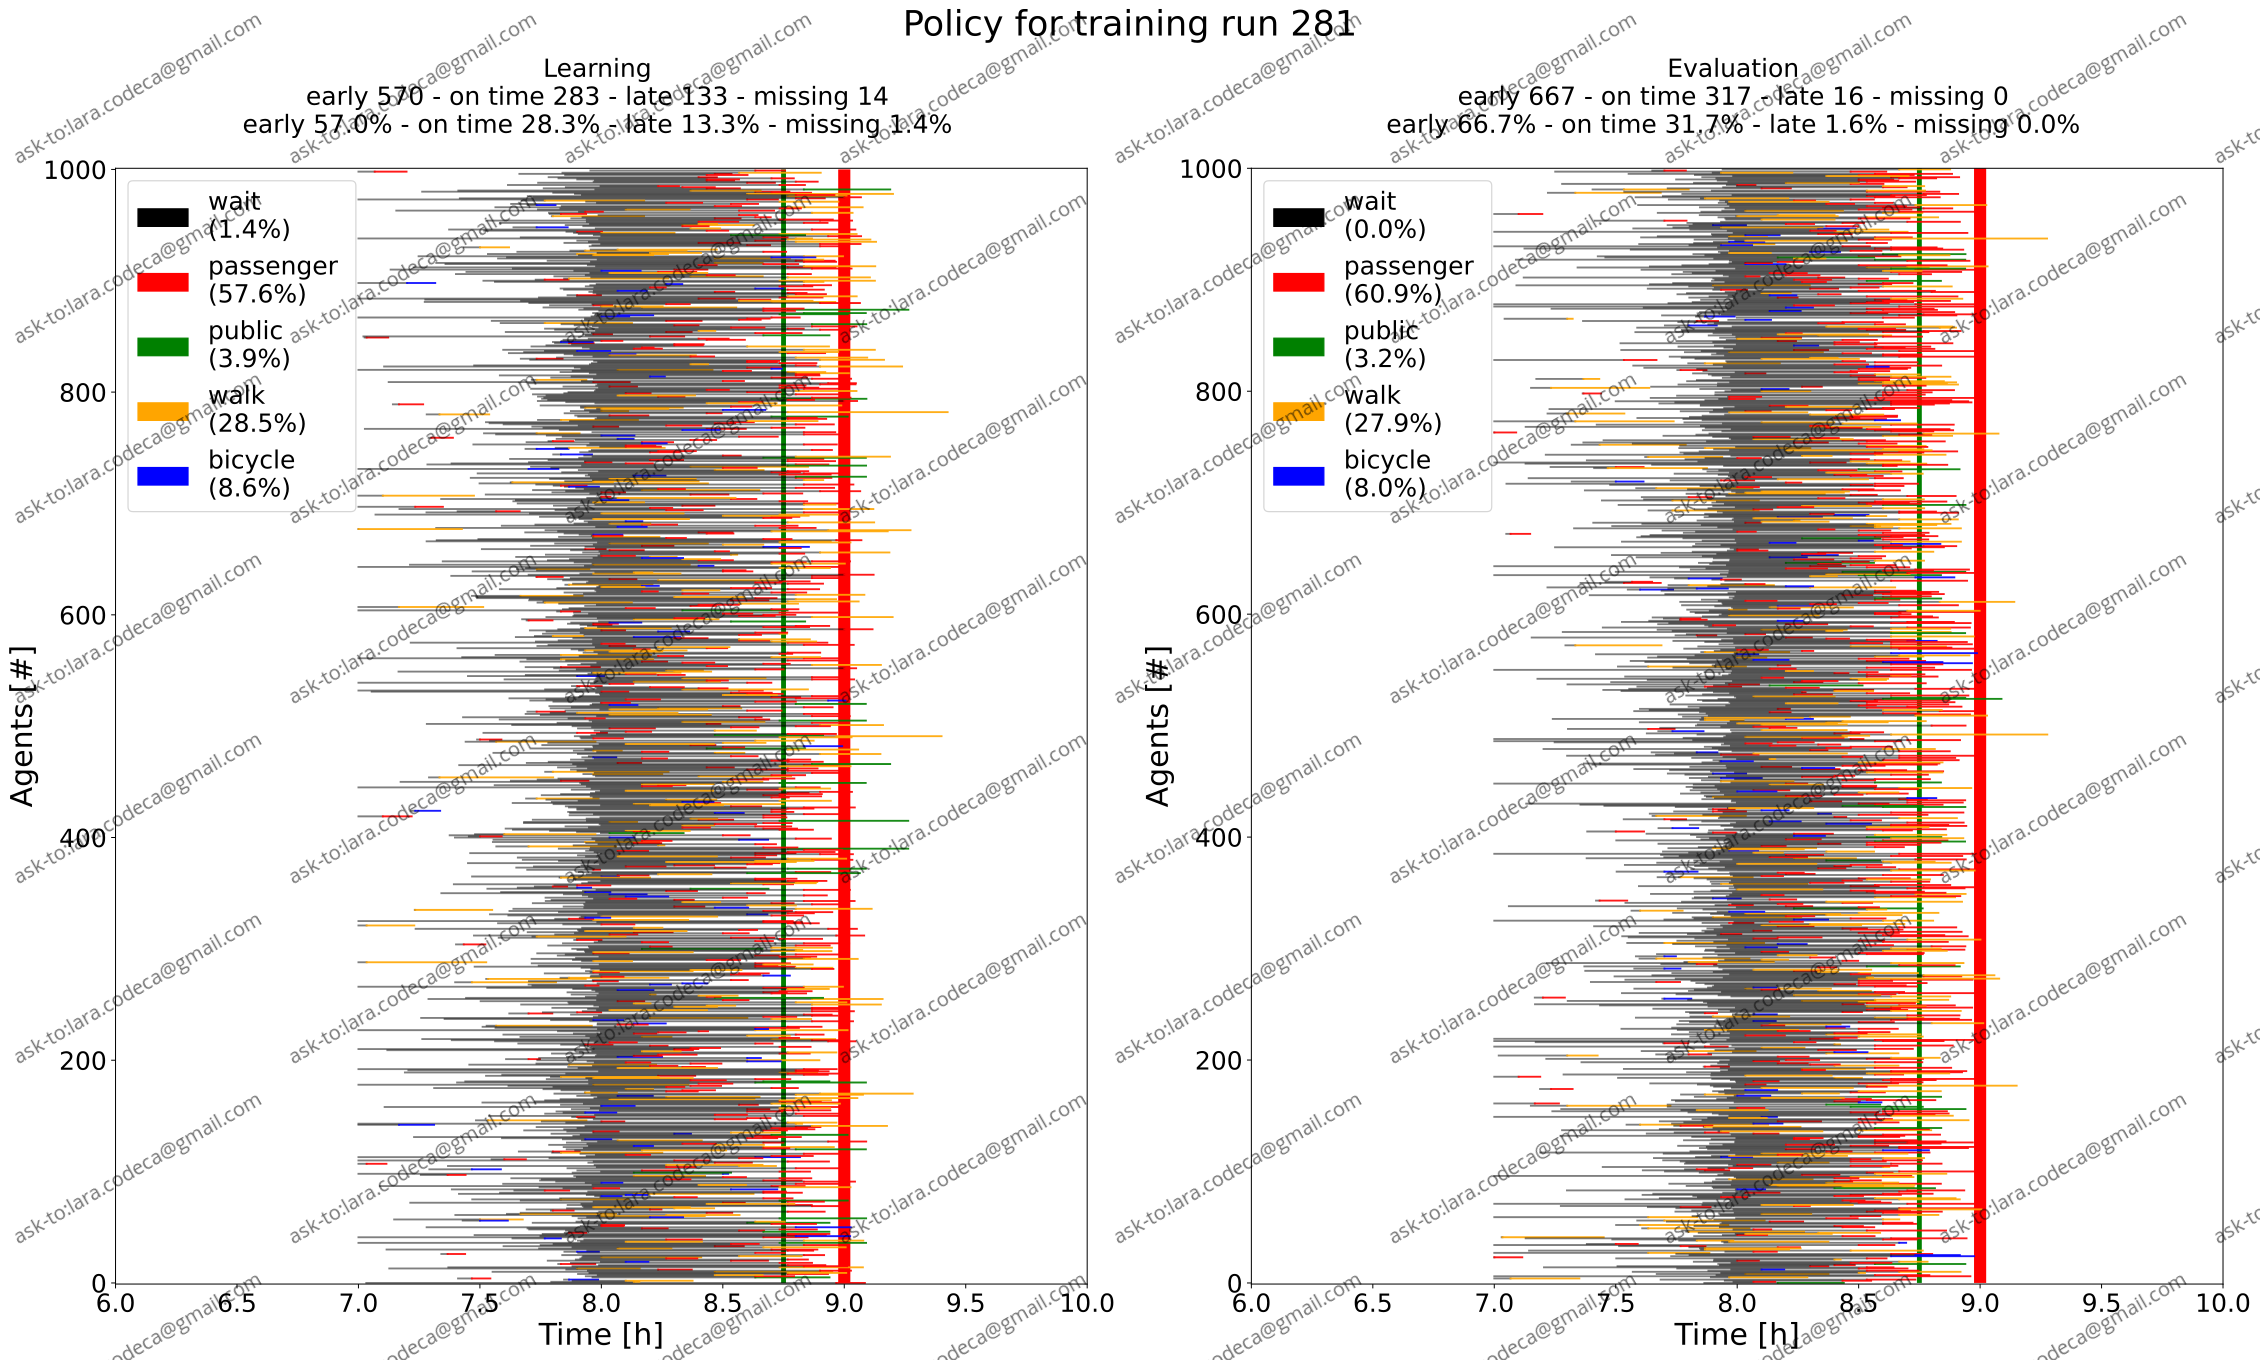 Policy for training run 281
Learning
early 570 - on time 283 - late 133 - missing 14
early 57.0% - on time 28.3% - late 13.3% - missing 1.4%
1000
800
600
400
200
0
Agents [#]
wait
(1.4%)
passenger
(57.6%)
public
(3.9%)
walk
(28.5%)
bicycle
(8.6%)
6.0 6.5 7.0 7.5 8.0 8.5 9.0 9.5 10.0
Time [h]
Evaluation
early 667 - on time 317 - late 16 - missing 0
early 66.7% - on time 31.7% - late 1.6% - missing 0.0%
1000
800
600
400
200
0
Agents [#]
wait
(0.0%)
passenger
(60.9%)
public
(3.2%)
walk
(27.9%)
bicycle
(8.0%)
6.0 6.5 7.0 7.5 8.0 8.5 9.0 9.5 10.0
Time [h]
ask-to:lara.codeca@gmail.com